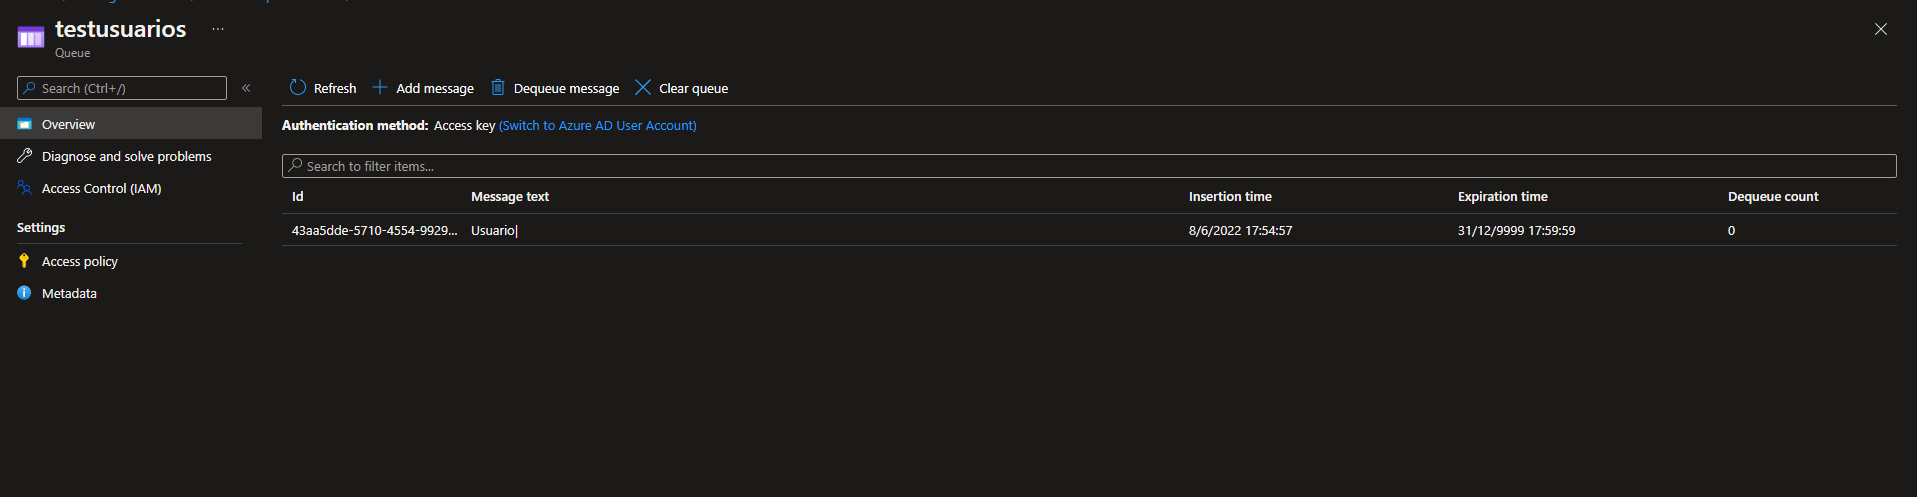 testusuarios ...
Queue
Search (Ctrl+/)
«
Refresh
Add message
Dequeue message
Clear queue
Overview
Authentication method: Access key (Switch to Azure AD User Account)
Diagnose and solve problems
Search to filter items...
Access Control (IAM)
Id Message text Insertion time Expiration time Dequeue count
Settings
43aa5dde-5710-4554-9929... Usuario| 8/6/2022 17:54:57 31/12/9999 17:59:59 0
Access policy
Metadata